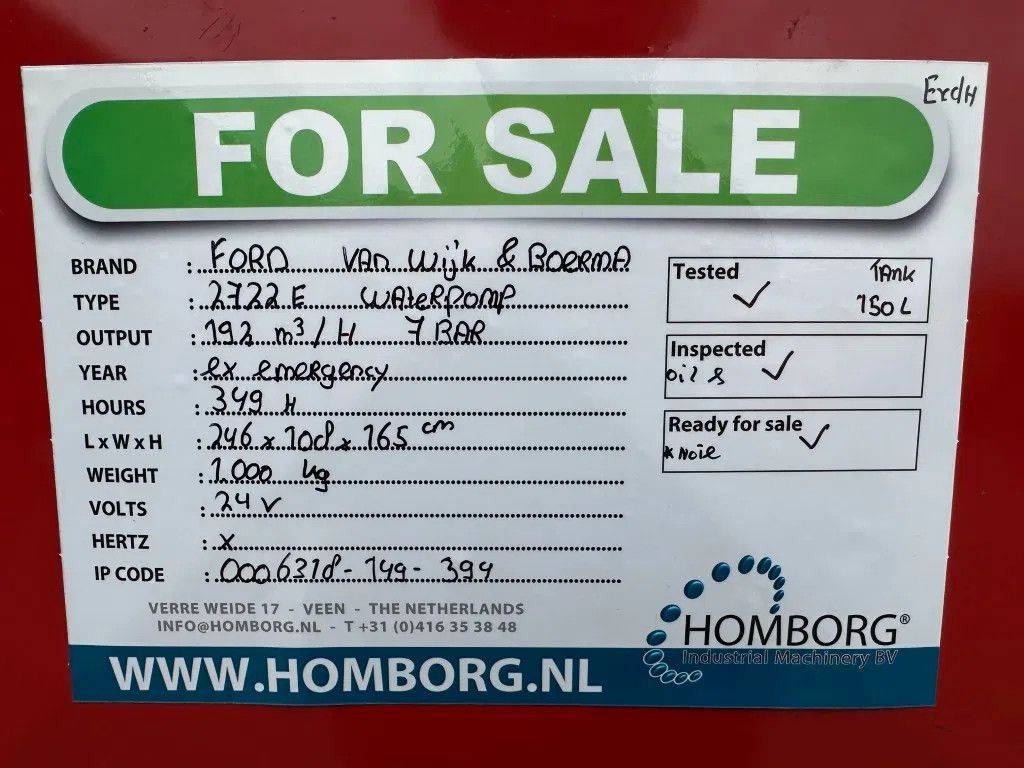 FOR SALE
BRAND : FORD VAN Wijk & BOERMA
TYPE : 2722 E WATERPOMP
OUTPUT : 192 m³/H 7 BAR
YEAR : ex emergency
HOURS : 349 H
L x W x H : 246 x 108 x 165 cm
WEIGHT : 1.000 kg
VOLTS : 24 V
HERTZ : x
IP CODE : 000.6318 - 149 - 394
Tested TANK
150 L
Inspected
oil &
Ready for sale
VERRE WEIDE 17 - VEEN - THE NETHERLANDS
INFO@HOMBORG.NL - T +31 (0)416 35 38 48
HOMBORG®
Industrial Machinery BV
WWW.HOMBORG.NL